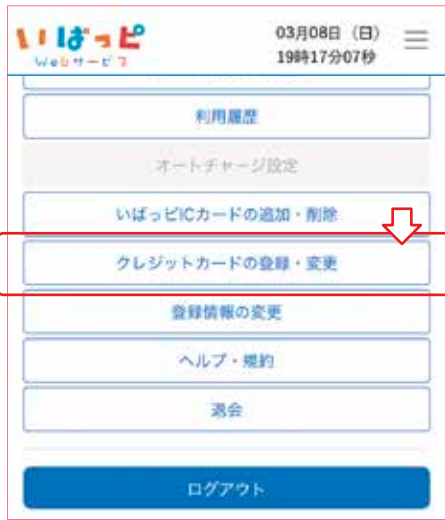 いばっピ
Webサービス
03月08日（日）
19時17分07秒
利用履歴
オートチャージ設定
いばっピICカードの追加・削除
クレジットカードの登録・変更
登録情報の変更
ヘルプ・規約
退会
ログアウト